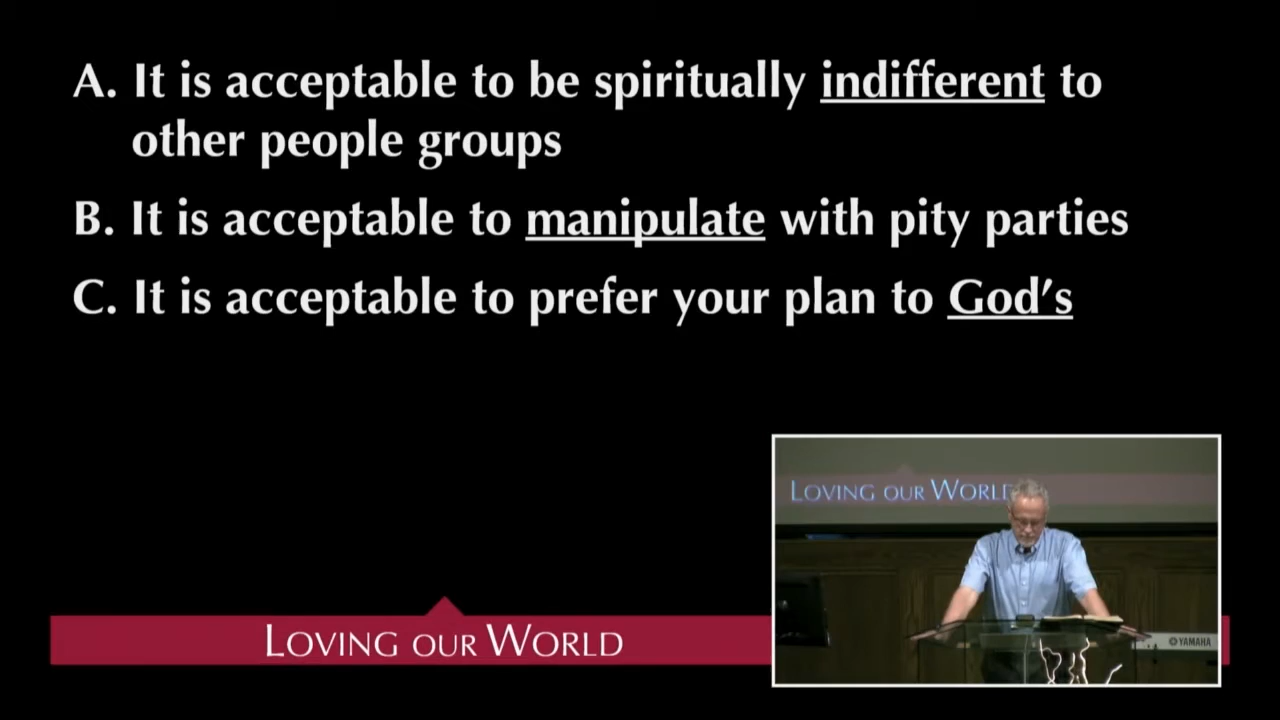 A. It is acceptable to be spiritually indifferent to
other people groups
B. It is acceptable to manipulate with pity parties
C. It is acceptable to prefer your plan to God's
LOVING OUR WORLD
LOVING OUR WORLD
YAMAHA